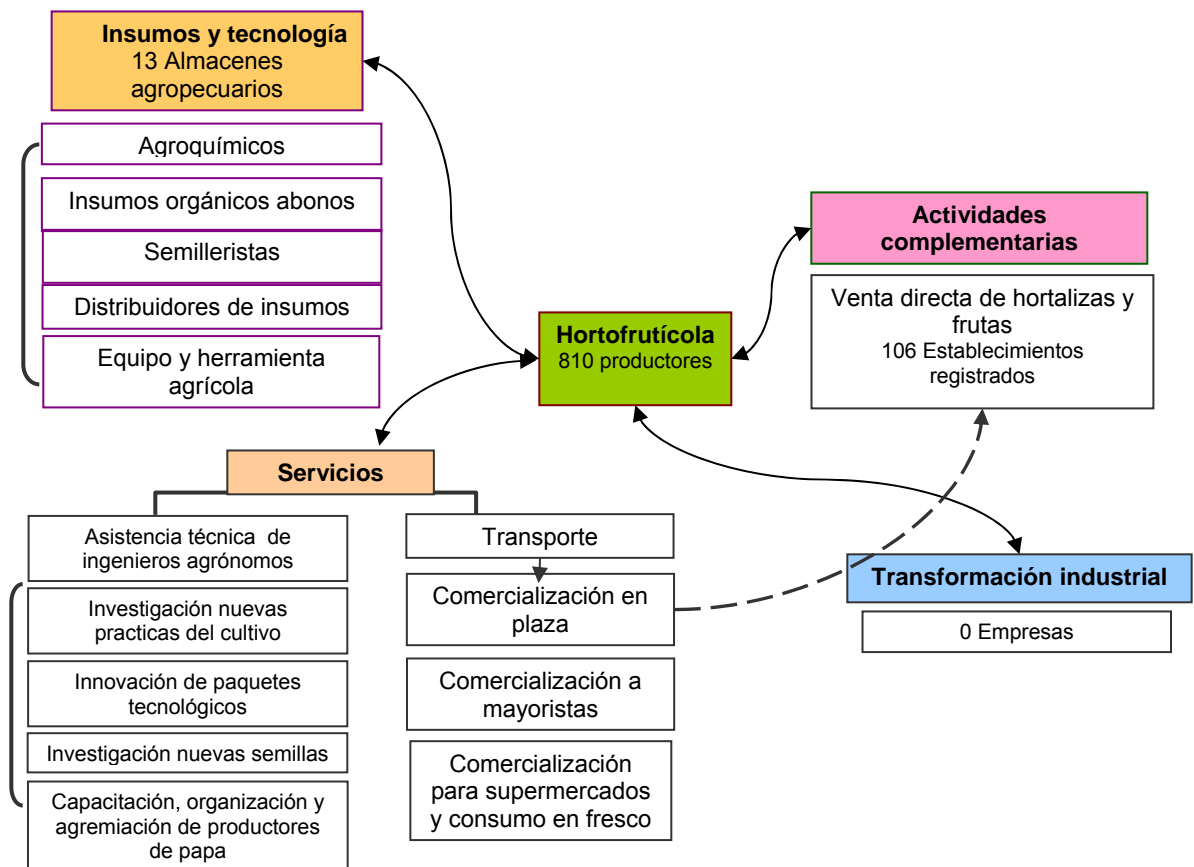 Insumos y tecnología
13 Almacenes
agropecuarios
Agroquímicos
Insumos orgánicos abonos
Semilleristas
Distribuidores de insumos
Equipo y herramienta
agrícola
Actividades
complementarias
Venta directa de hortalizas y
frutas
106 Establecimientos
registrados
Hortofrutícola
810 productores
Servicios
Asistencia técnica de
ingenieros agrónomos
Investigación nuevas
practicas del cultivo
Innovación de paquetes
tecnológicos
Investigación nuevas semillas
Capacitación, organización y
agremiación de productores
de papa
Transporte
Comercialización en
plaza
Comercialización a
mayoristas
Comercialización
para supermercados
y consumo en fresco
Transformación industrial
0 Empresas